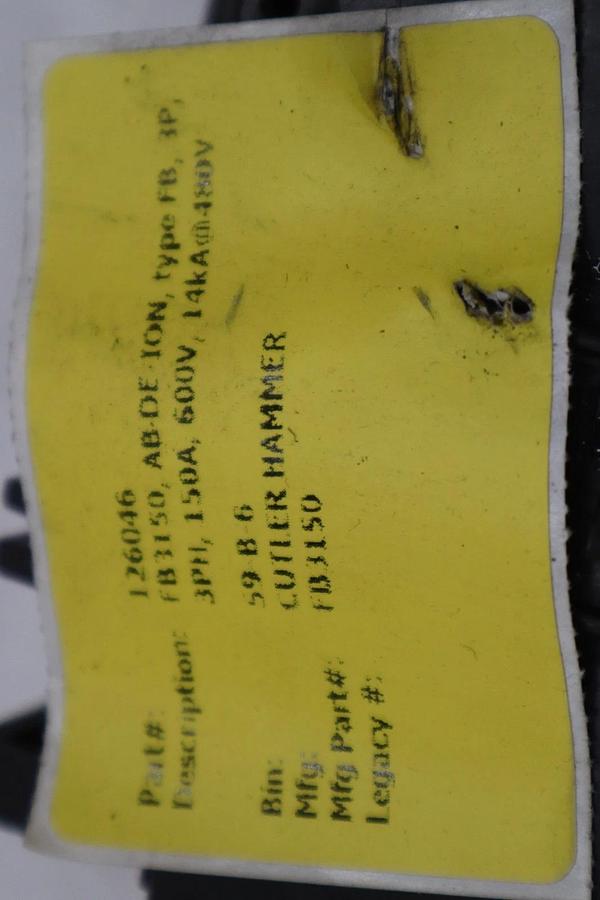 Part#: 126046
Description: FB3150, AB-DE-ION, type FB, 3P,
3PH, 150A, 600V, 14kA@480V
Bin: 59-B-6
Mfg: CUTLER HAMMER
Mfg Part#: FB3150
Legacy #: